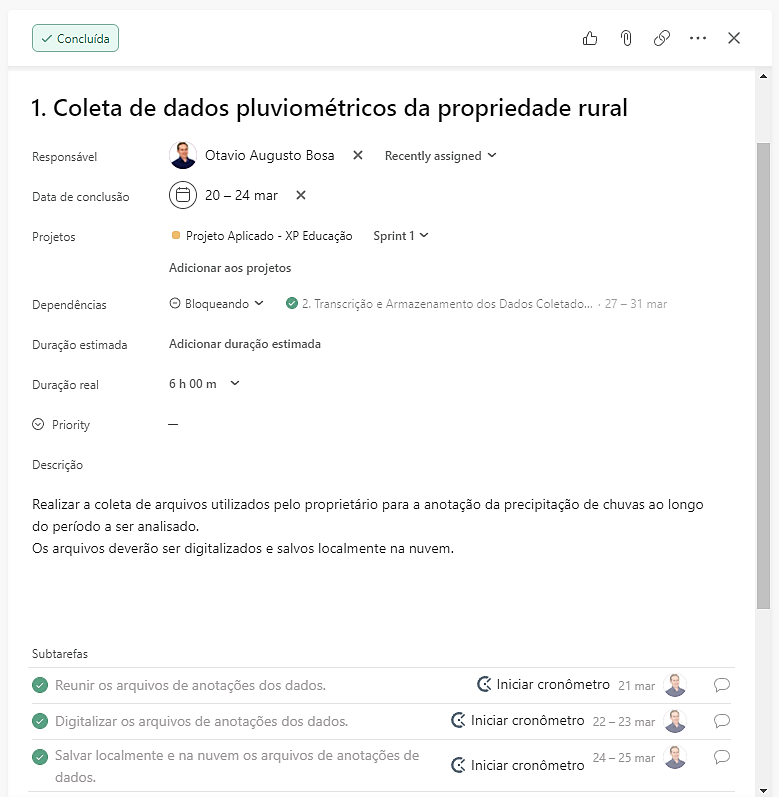 Concluída
1. Coleta de dados pluviométricos da propriedade rural
Responsável Otavio Augusto Bosa Recently assigned
Data de conclusão 20 – 24 mar
Projetos Projeto Aplicado - XP Educação Sprint 1
Adicionar aos projetos
Dependências Bloqueando 2. Transcrição e Armazenamento dos Dados Coletado... · 27 – 31 mar
Duração estimada Adicionar duração estimada
Duração real 6 h 00 m
Priority —
Descrição
Realizar a coleta de arquivos utilizados pelo proprietário para a anotação da precipitação de chuvas ao longo
do período a ser analisado.
Os arquivos deverão ser digitalizados e salvos localmente na nuvem.
Subtarefas
Reunir os arquivos de anotações dos dados. Iniciar cronômetro 21 mar
Digitalizar os arquivos de anotações dos dados. Iniciar cronômetro 22 – 23 mar
Salvar localmente e na nuvem os arquivos de anotações de Iniciar cronômetro 24 – 25 mar
dados.